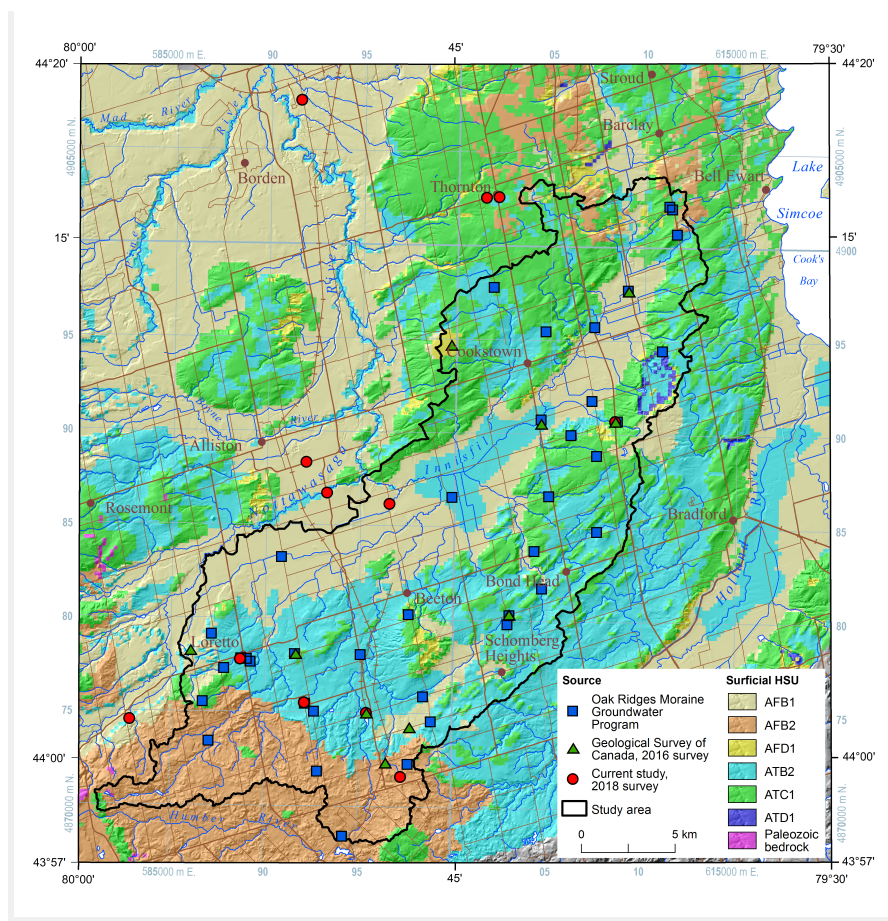 80°00'
585000 m E.
90
95
45'
05
10
615000 m E.
79°30'
44°20'
44°20'
Stroud
Mad River
River
Barclay
4905000 m N.
4905000 m N.
Borden
Thornton
Bell Ewart
Lake
Simcoe
15'
15'
River
4900
Cook's
Bay
95
95
Cookstown
Boyne
River
90
90
Alliston
Innisfil
Nottawasaga
Rosemont
85
85
Bradford
River
Holland
Bond Head
Beeton
80
80
Loretto
Schomberg
Heights
75
75
44°00'
44°00'
4870000 m N.
4870000 m N.
Humber River
43°57'
43°57'
80°00'
585000 m E.
90
95
45'
05
10
615000 m E.
79°30'
Source
Oak Ridges Moraine
Groundwater
Program
Geological Survey of
Canada, 2016 survey
Current study,
2018 survey
Study area
0 5 km
Surficial HSU
AFB1
AFB2
AFD1
ATB2
ATC1
ATD1
Paleozoic
bedrock